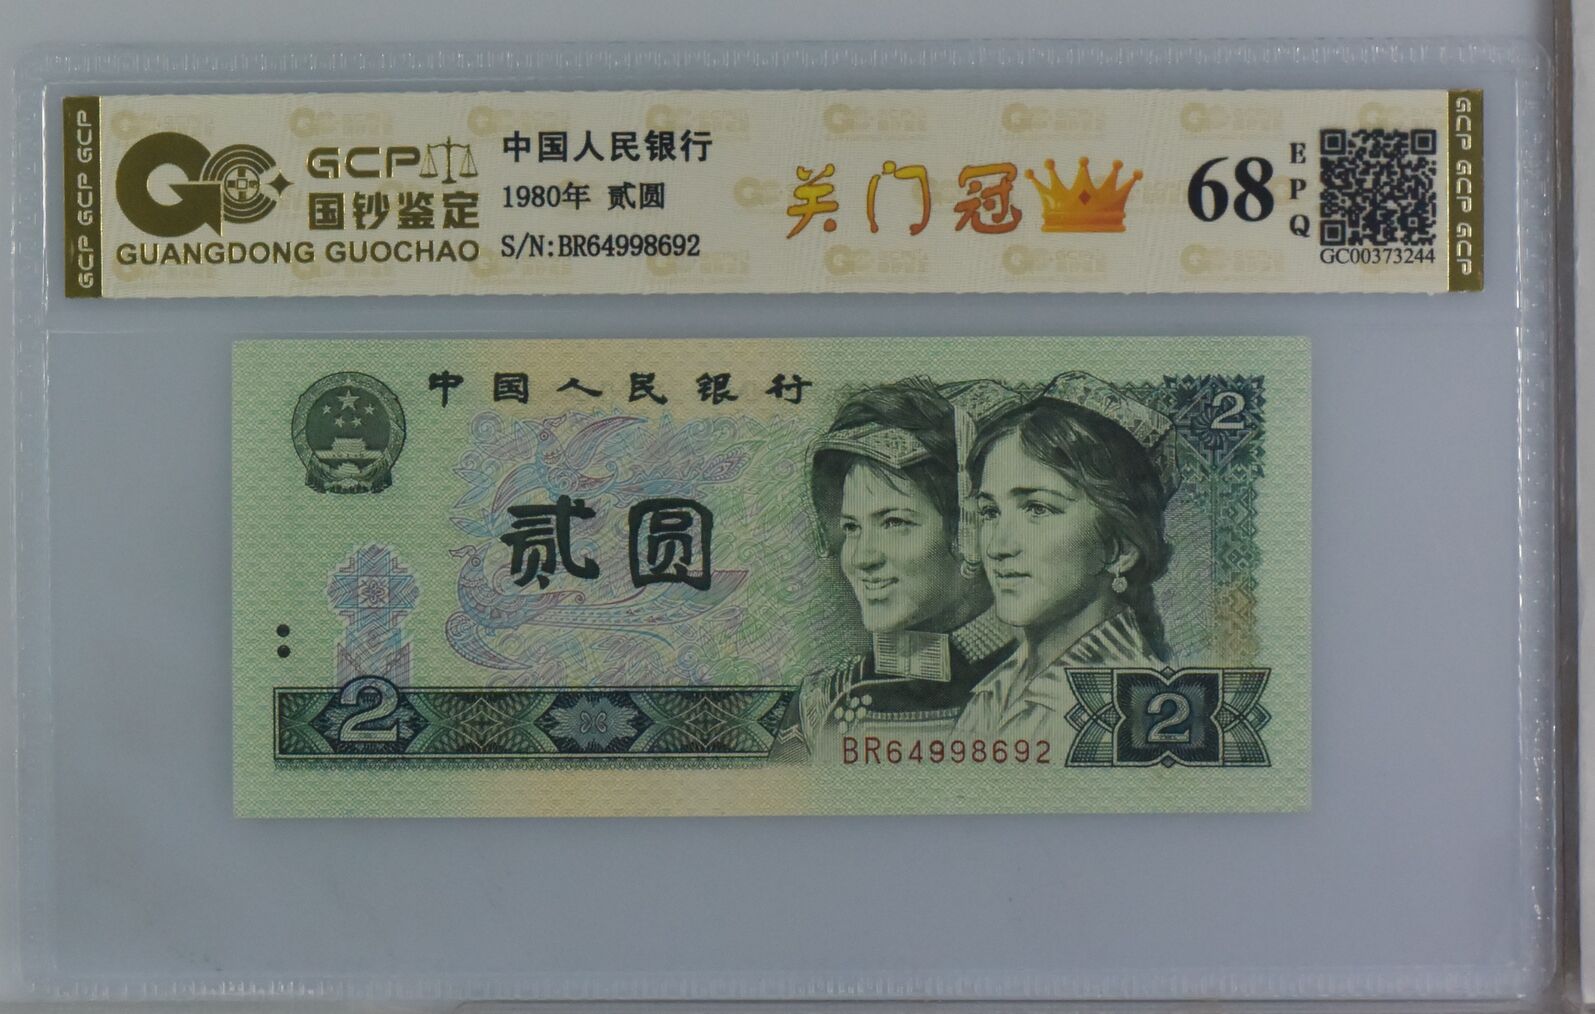 GCP GCP GCP
GCP
国钞鉴定
GUANGDONG GUOCHAO
中国人民银行
1980年 贰圆
S/N:BR64998692
关门冠
68
EPQ
GC00373244
GCP GCP GCP
中国人民银行
2
贰圆
2
BR64998692
2